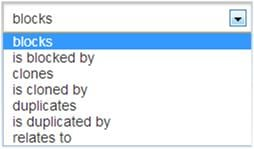 blocks
blocks
is blocked by
clones
is cloned by
duplicates
is duplicated by
relates to